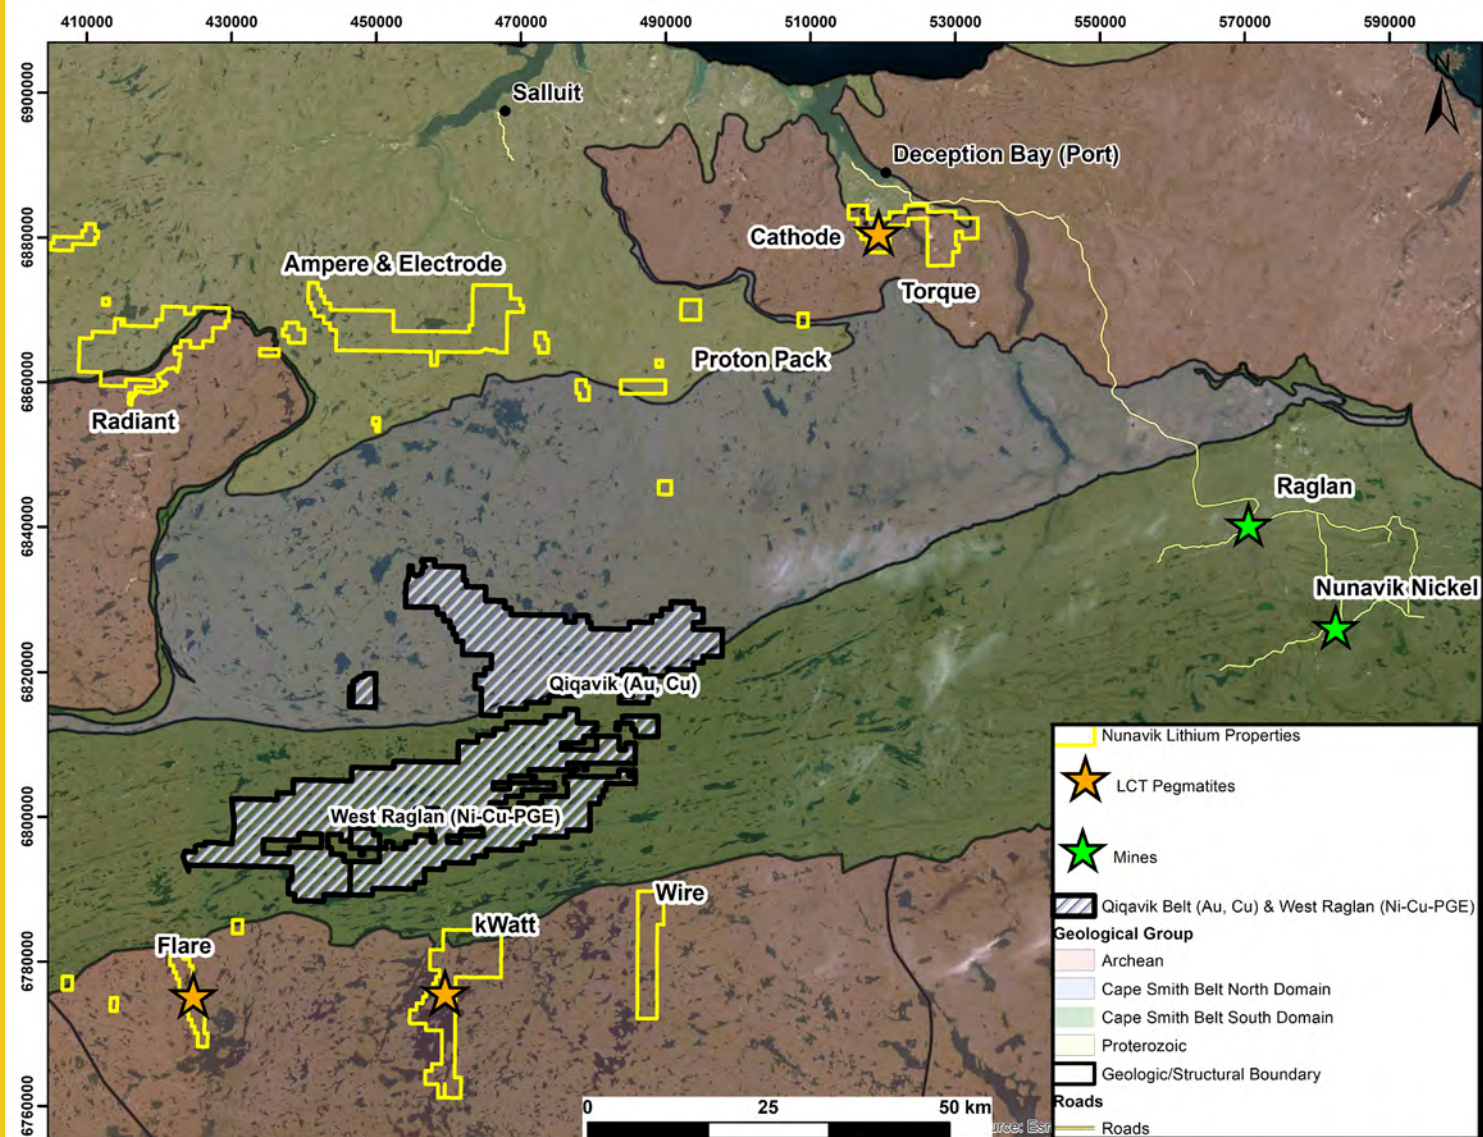 410000 430000 450000 470000 490000 510000 530000 550000 570000 590000
6900000
6880000
6860000
6840000
6820000
6800000
6780000
6760000
N
Salluit
Deception Bay (Port)
Cathode
Ampere & Electrode
Torque
Proton Pack
Radiant
Raglan
Nunavik Nickel
Qiqavik (Au, Cu)
West Raglan (Ni-Cu-PGE)
Wire
kWatt
Flare
Nunavik Lithium Properties
LCT Pegmatites
Mines
Qiqavik Belt (Au, Cu) & West Raglan (Ni-Cu-PGE)
Geological Group
Archean
Cape Smith Belt North Domain
Cape Smith Belt South Domain
Proterozoic
Geologic/Structural Boundary
Roads
Roads
0 25 50 km